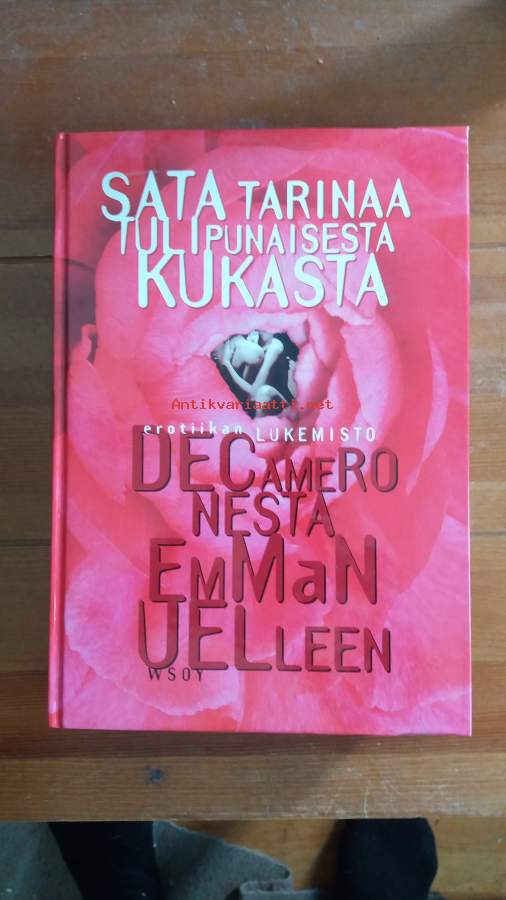 SATA TARINAA
TULIPUNAISESTA
KUKASTA
Antikvariaatti.net
erotiikan LUKEMISTO
DECAMERO
NESTA
EMMaN
UELLEEN
WSOY